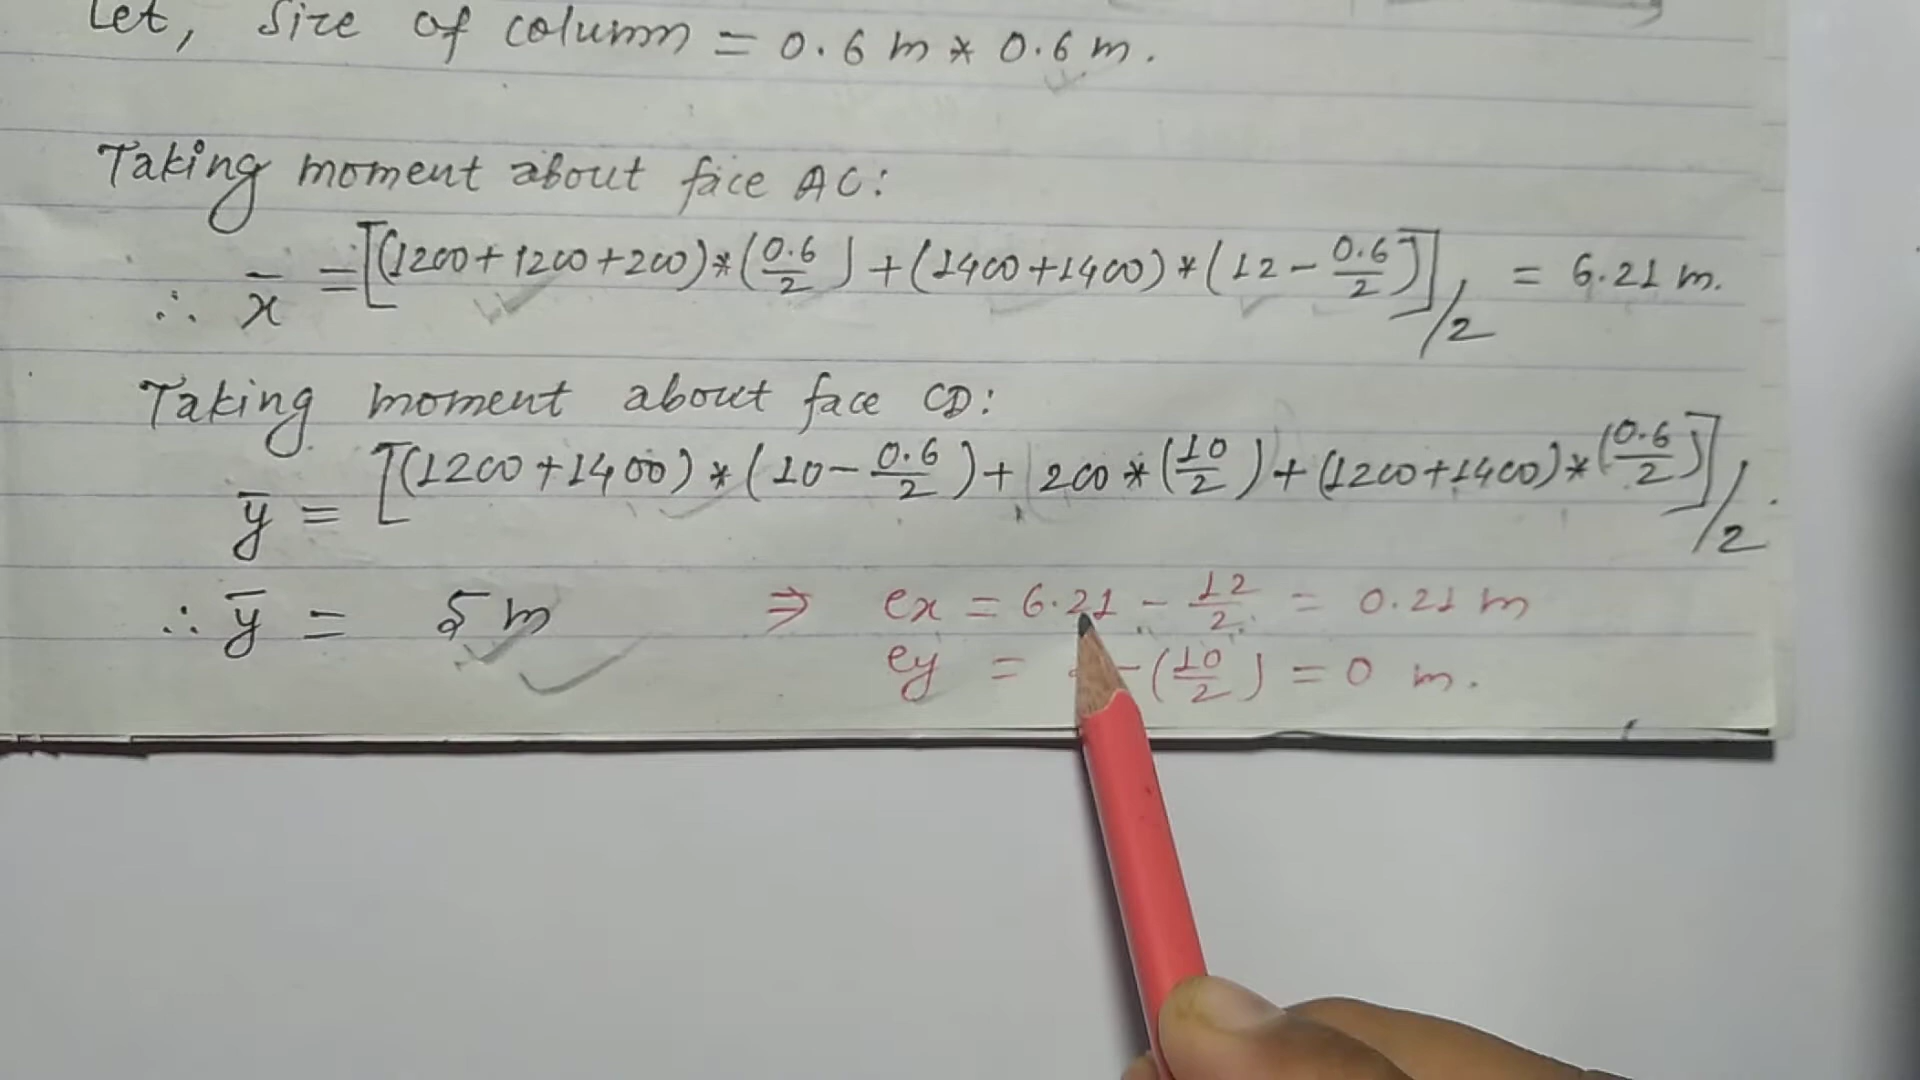 Let, Size of column = 0.6 m * 0.6 m.
Taking moment about face AC:
∴ x̄ = [(1200+1200+200)*(0.6/2)+(1400+1400)*(12-0.6/2)]/2 = 6.21 m.
Taking moment about face CD:
ȳ = [(1200+1400)*(10-0.6/2)+200*(10/2)+(1200+1400)*(0.6/2)]/2.
∴ ȳ = 5 m ⇒ ex = 6.21 - 12/2 = 0.21 m
ey = -(10/2) = 0 m.